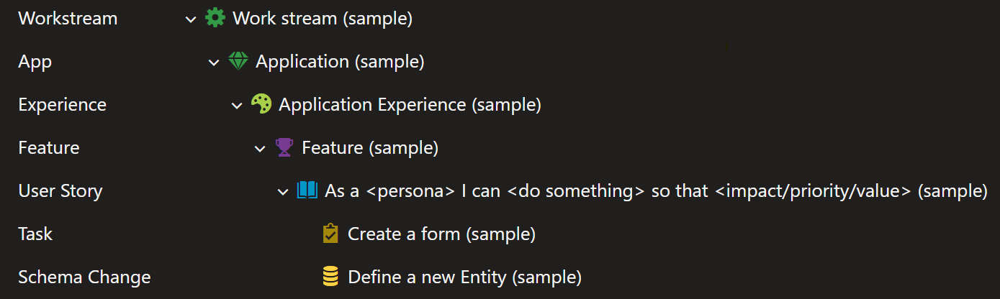 Workstream Work stream (sample)
App Application (sample)
Experience Application Experience (sample)
Feature Feature (sample)
User Story As a <persona> I can <do something> so that <impact/priority/value> (sample)
Task Create a form (sample)
Schema Change Define a new Entity (sample)